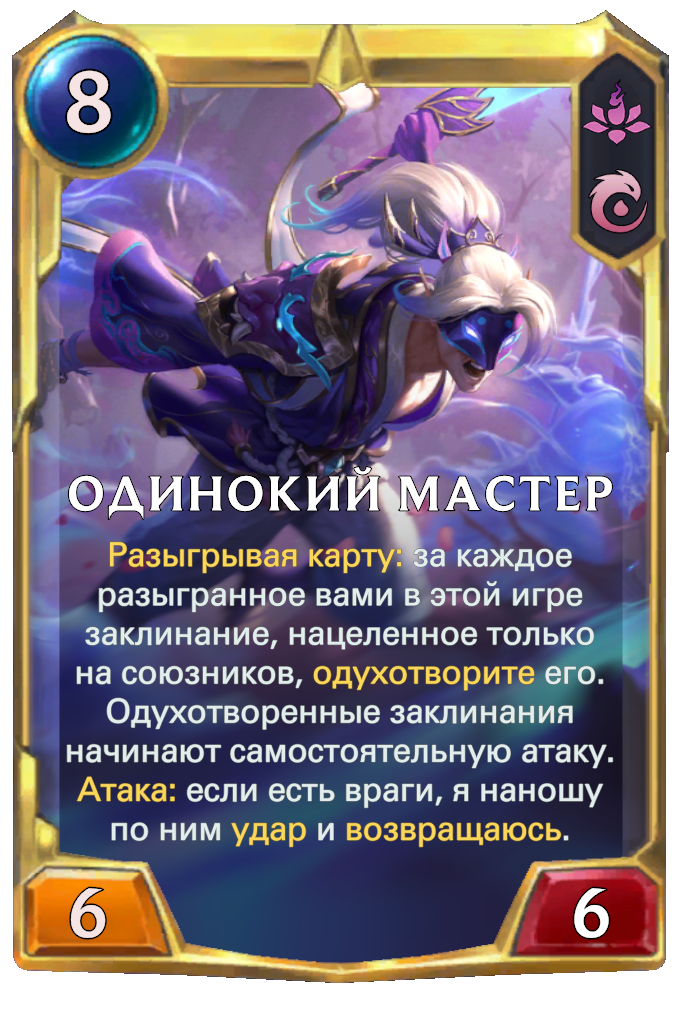 8
ОДИНОКИЙ МАСТЕР
Разыгрывая карту: за каждое
разыгранное вами в этой игре
заклинание, нацеленное только
на союзников, одухотворите его.
Одухотворенные заклинания
начинают самостоятельную атаку.
Атака: если есть враги, я наношу
по ним удар и возвращаюсь.
6
6